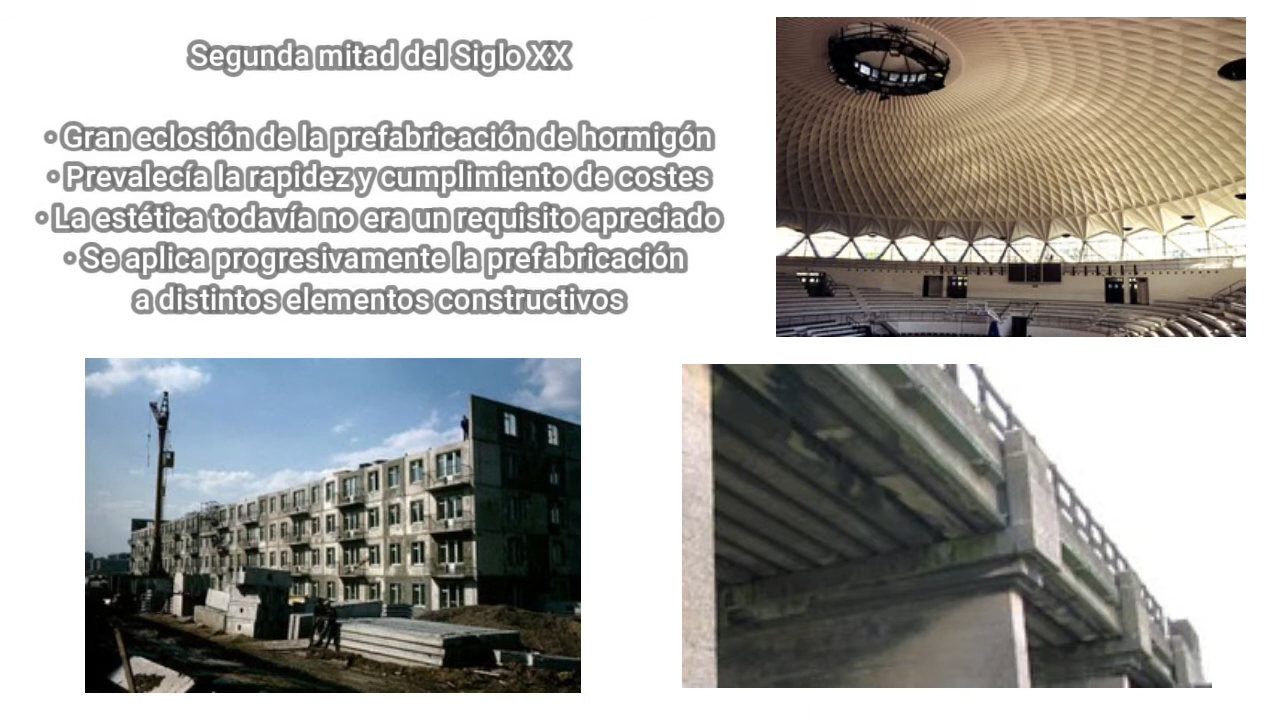 Segunda mitad del Siglo XX
• Gran eclosión de la prefabricación de hormigón
• Prevalecía la rapidez y cumplimiento de costes
• La estética todavía no era un requisito apreciado
• Se aplica progresivamente la prefabricación
a distintos elementos constructivos